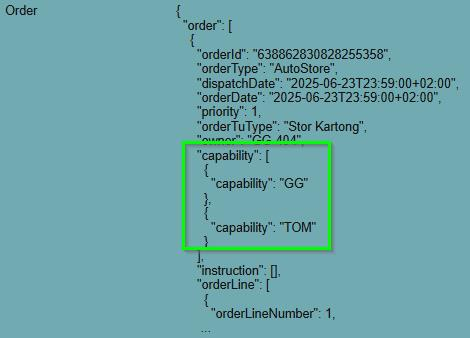 Order {
"order": [
{
"orderId": "638862830828255358",
"orderType": "AutoStore",
"dispatchDate": "2025-06-23T23:59:00+02:00",
"orderDate": "2025-06-23T23:59:00+02:00",
"priority": 1,
"orderTuType": "Stor Kartong",
"owner": "GG 404",
"capability": [
{
"capability": "GG"
},
{
"capability": "TOM"
}
],
"instruction": [],
"orderLine": [
{
"orderLineNumber": 1,
...